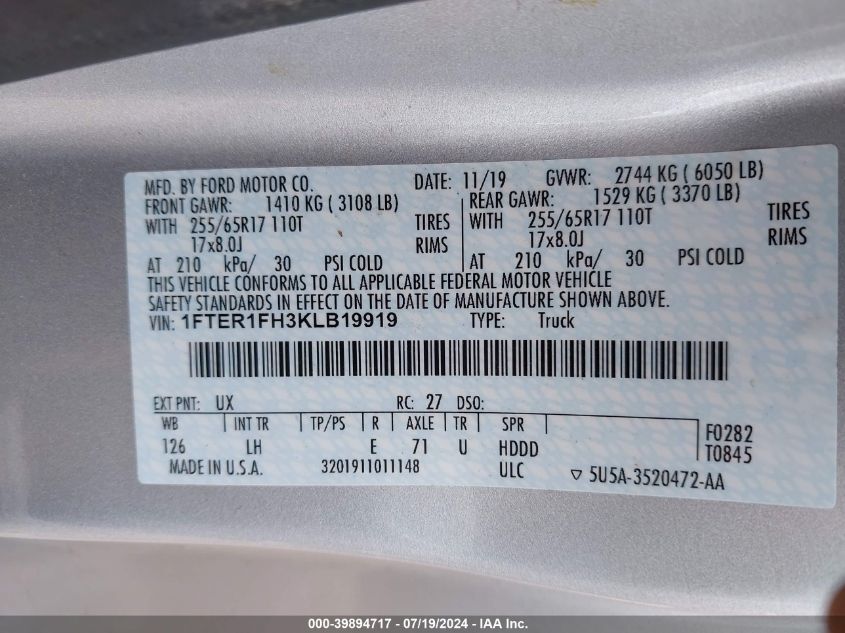 MFD. BY FORD MOTOR CO. DATE: 11/19 GVWR: 2744 KG ( 6050 LB)
FRONT GAWR: 1410 KG ( 3108 LB) REAR GAWR: 1529 KG ( 3370 LB)
WITH 255/65R17 110T TIRES WITH 255/65R17 110T TIRES
17x8.0J RIMS 17x8.0J RIMS
AT 210 kPa/ 30 PSI COLD AT 210 kPa/ 30 PSI COLD
THIS VEHICLE CONFORMS TO ALL APPLICABLE FEDERAL MOTOR VEHICLE
SAFETY STANDARDS IN EFFECT ON THE DATE OF MANUFACTURE SHOWN ABOVE.
VIN: 1FTER1FH3KLB19919 TYPE: Truck
EXT PNT: UX RC: 27 DSO:
WB INT TR TP/PS R AXLE TR SPR F0282
126 LH E 71 U HDDD T0845
MADE IN U.S.A. 3201911011148 ULC ▽ 5U5A-3520472-AA
000-39894717 - 07/19/2024 - IAA Inc.